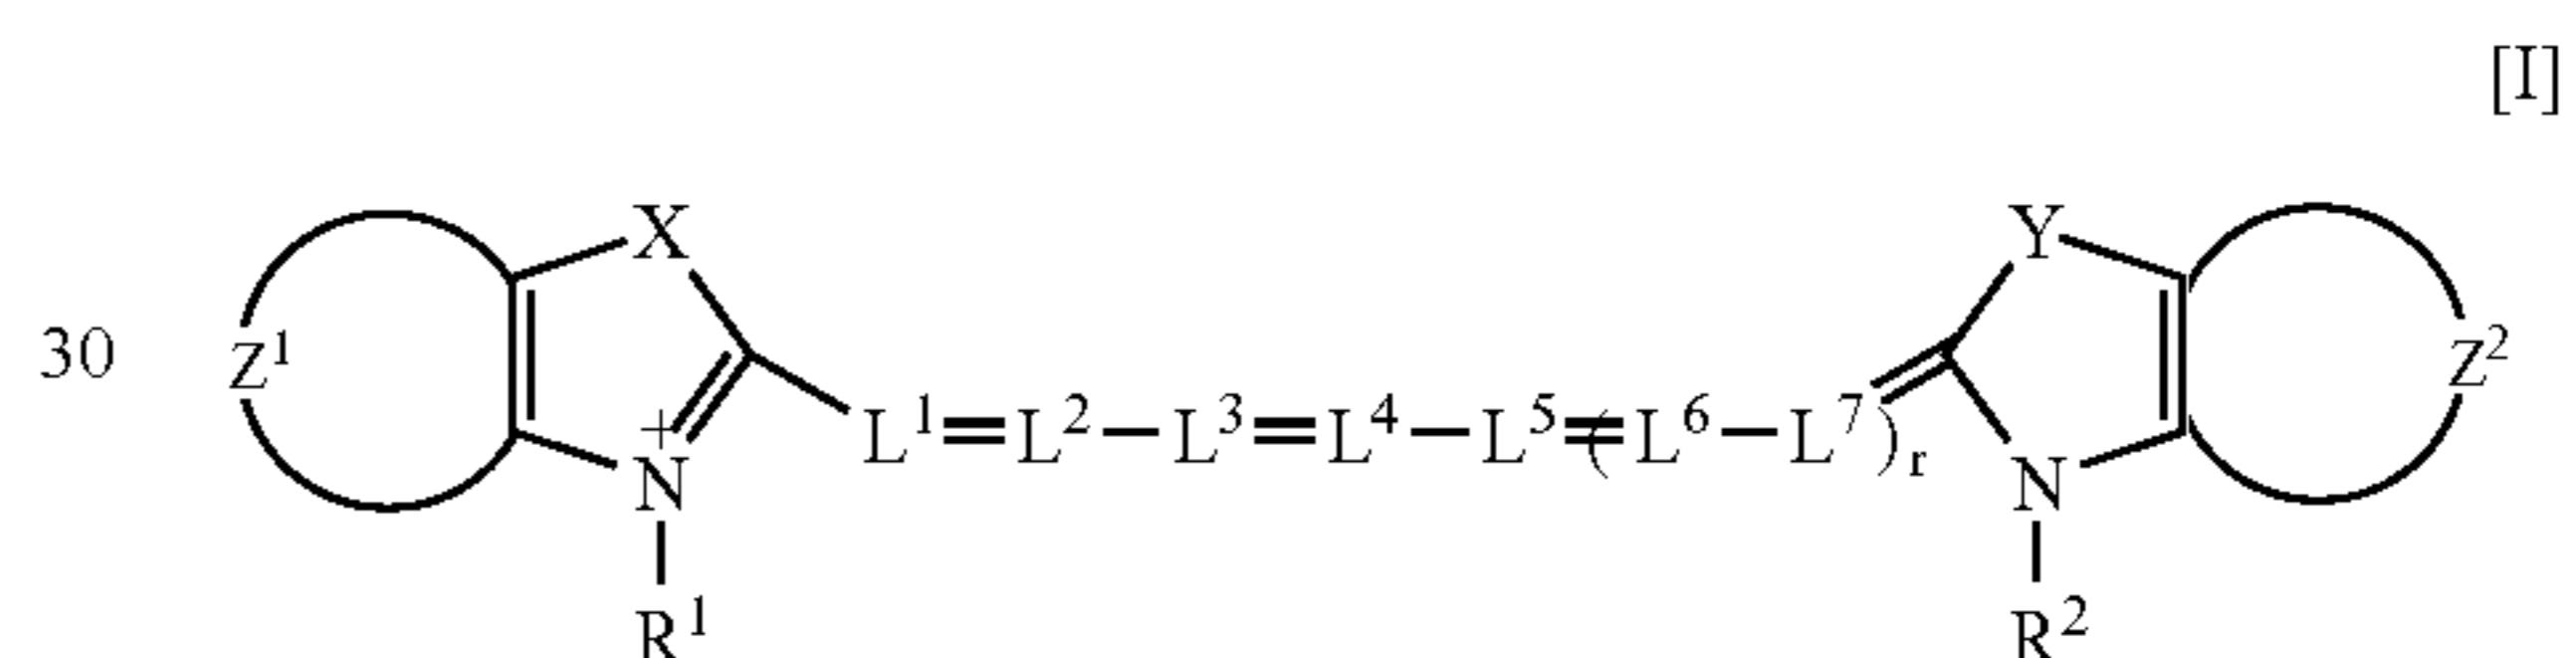 [I]
X Y
30 Z¹ Z²
+
L¹=L²—L³=L⁴—L⁵=(L⁶—L⁷)r
N N
R¹ R²